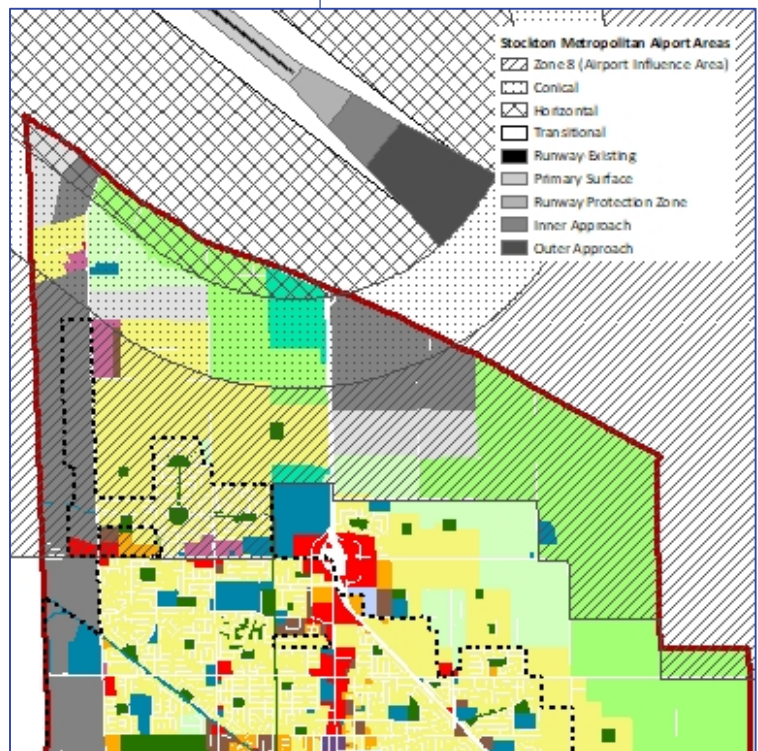 Stockton Metropolitan Aiport Areas
Zone 8 (Airport Influence Area)
Conical
Horizontal
Transitional
Runway Existing
Primary Surface
Runway Protection Zone
Inner Approach
Outer Approach